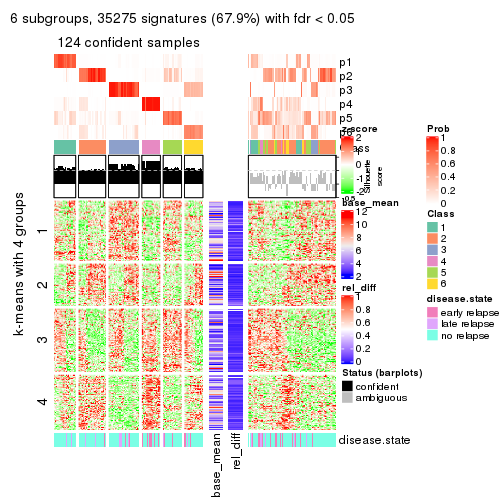 6 subgroups, 35275 signatures (67.9%) with fdr < 0.05
124 confident samples
p1
p2
p3
p4
p5
Silhouette
score
k-means with 4 groups
1
2
3
4
base_mean
rel_diff
disease.state
z-score
2
1
0
-1
-2
base_mean
12
10
8
6
4
2
rel_diff
1
0.8
0.6
0.4
0.2
0
Status (barplots)
confident
ambiguous
Prob
1
0.8
0.6
0.4
0.2
0
Class
1
2
3
4
5
6
disease.state
early relapse
late relapse
no relapse